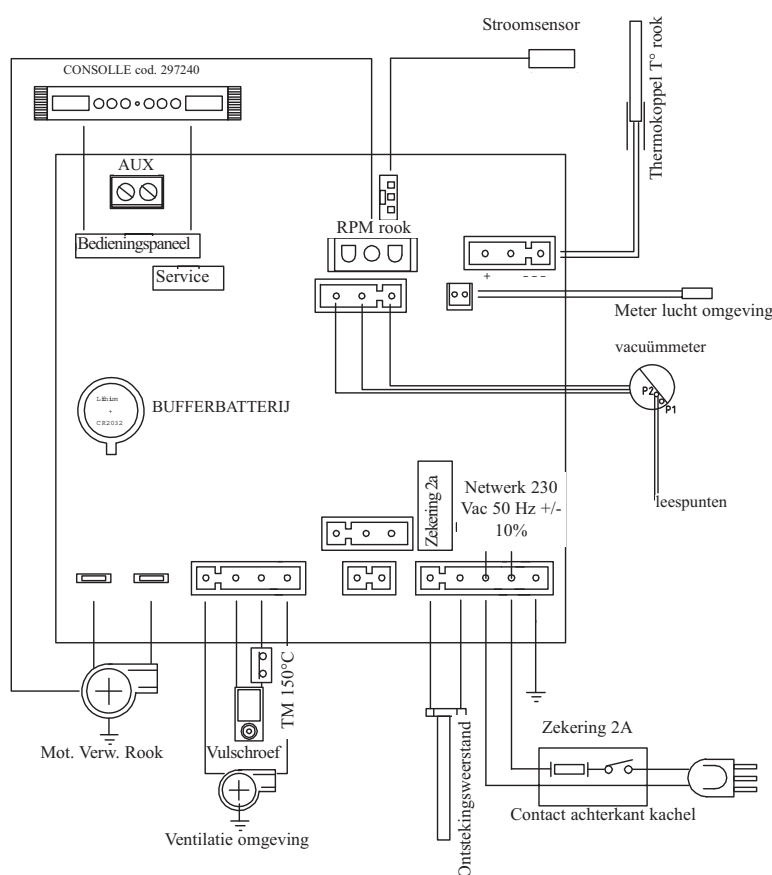 Stroomsensor
CONSOLLE cod. 297240
Thermokoppel T° rook
AUX
RPM rook
Bedieningspaneel
Service
+
---
Meter lucht omgeving
vacuümmeter
P2
P1
Lithium
+
CR2032
BUFFERBATTERIJ
leespunten
Zekering 2a
Netwerk 230
Vac 50 Hz +/-
10%
TM 150°C
Mot. Verw. Rook
Vulschroef
Zekering 2A
Ontstekingsweerstand
Contact achterkant kachel
Ventilatie omgeving